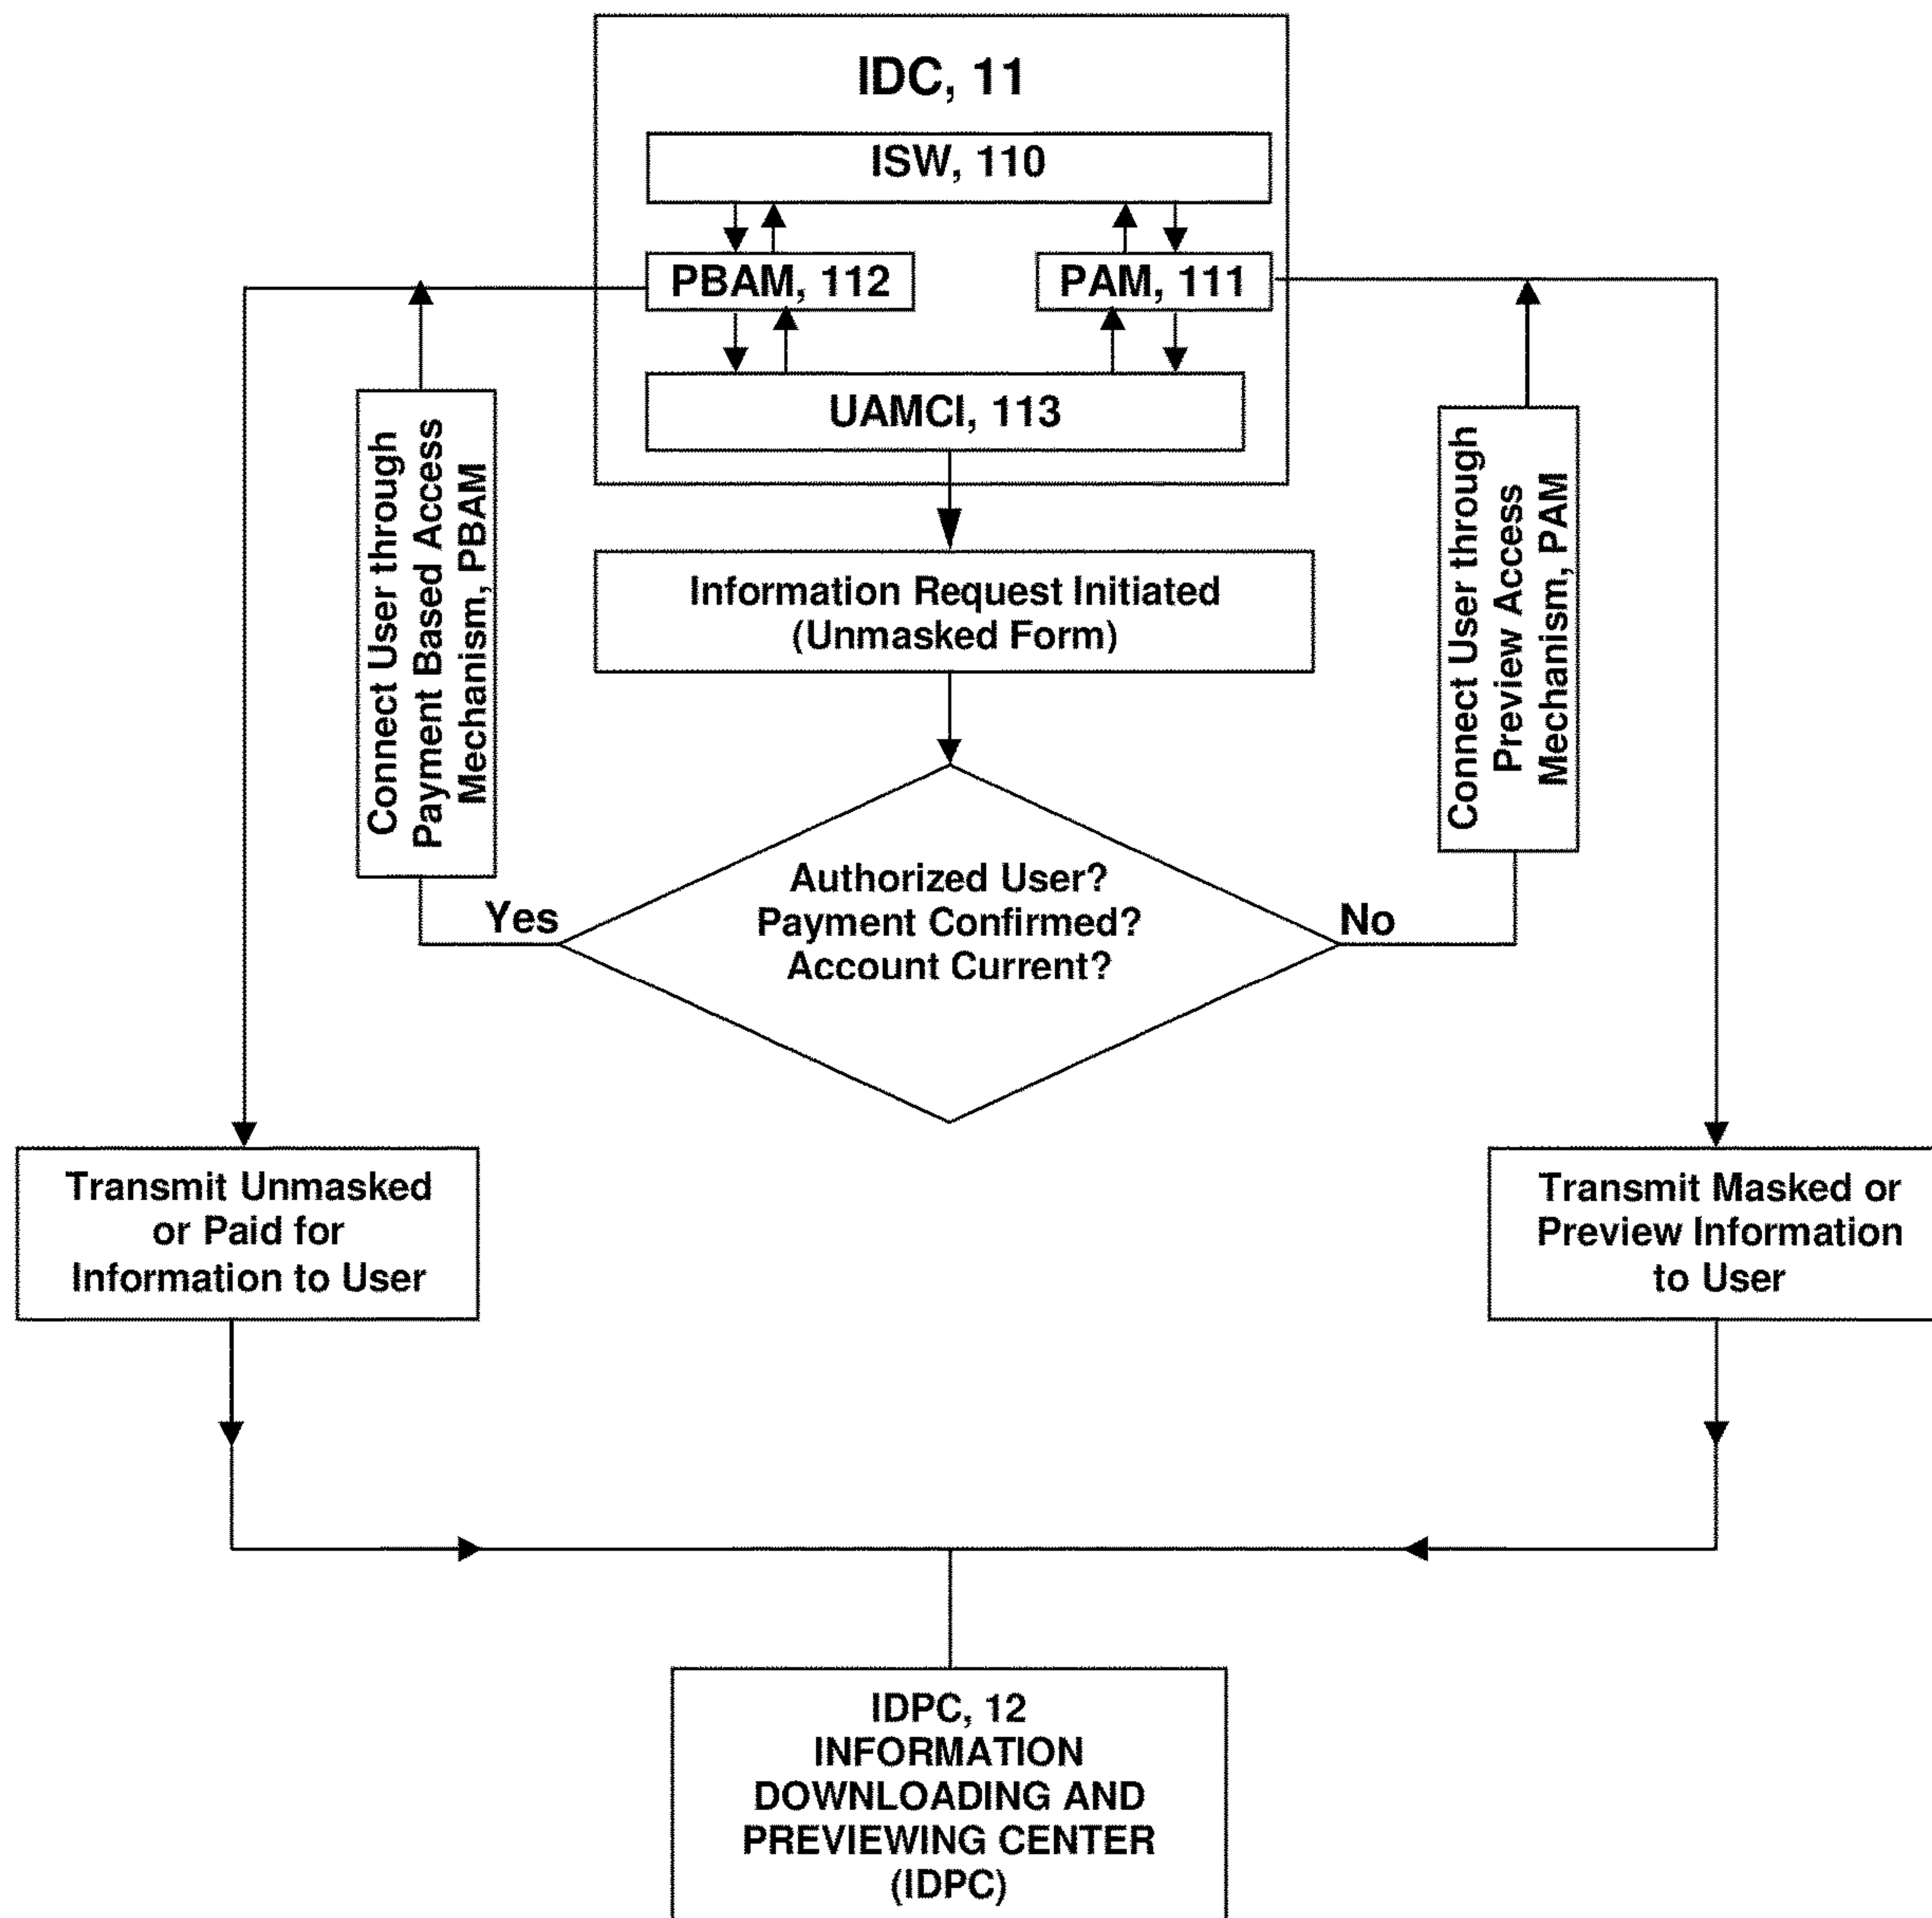 IDC, 11
ISW, 110
PBAM, 112
PAM, 111
UAMCI, 113
Connect User through
Payment Based Access
Mechanism, PBAM
Information Request Initiated
(Unmasked Form)
Connect User through
Preview Access
Mechanism, PAM
Yes
Authorized User?
Payment Confirmed?
Account Current?
No
Transmit Unmasked
or Paid for
Information to User
Transmit Masked or
Preview Information
to User
IDPC, 12
INFORMATION
DOWNLOADING AND
PREVIEWING CENTER
(IDPC)